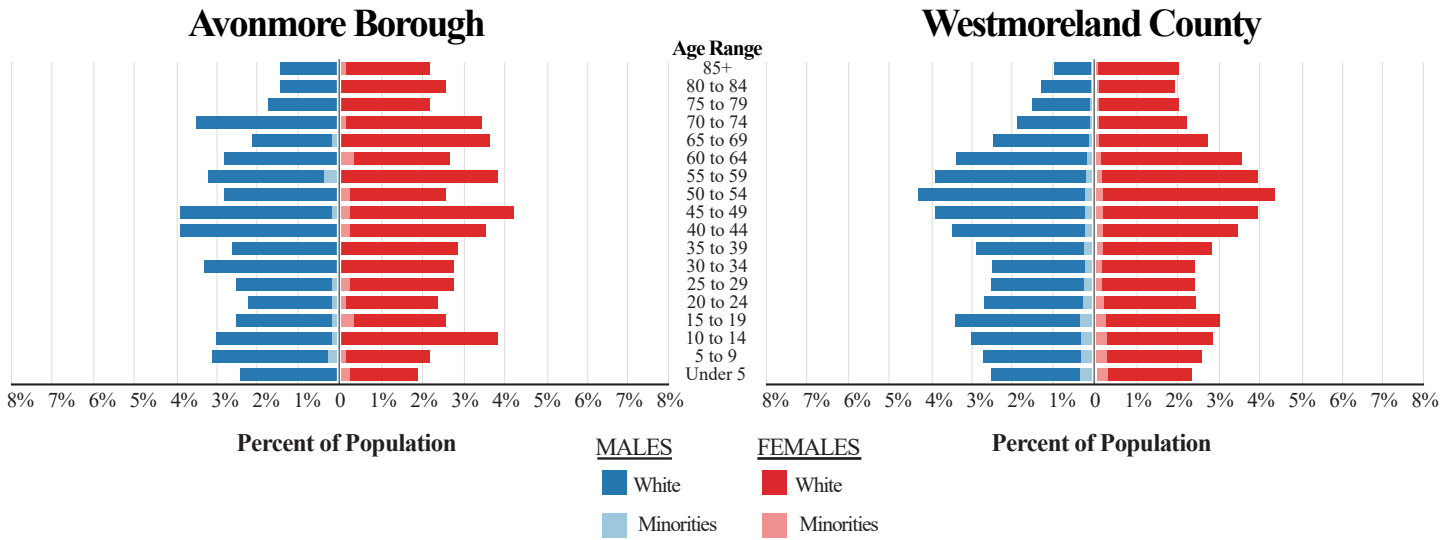 Avonmore Borough
Westmoreland County
Age Range
85+
80 to 84
75 to 79
70 to 74
65 to 69
60 to 64
55 to 59
50 to 54
45 to 49
40 to 44
35 to 39
30 to 34
25 to 29
20 to 24
15 to 19
10 to 14
5 to 9
Under 5
8% 7% 6% 5% 4% 3% 2% 1% 0 1% 2% 3% 4% 5% 6% 7% 8%
8% 7% 6% 5% 4% 3% 2% 1% 0 1% 2% 3% 4% 5% 6% 7% 8%
Percent of Population
Percent of Population
MALES
FEMALES
White
White
Minorities
Minorities